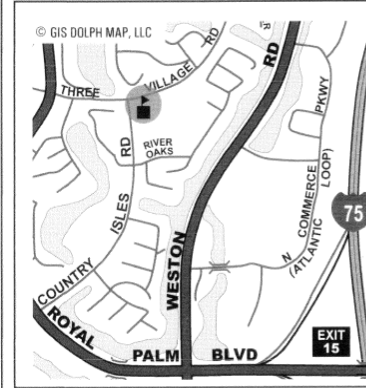 © GIS DOLPH MAP, LLC
RD
VILLAGE
THREE
RD
PKWY
RIVER
OAKS
RD
COMMERCE
LOOP)
75
ISLES
WESTON
N
(ATLANTIC
COUNTRY
ROYAL
PALM BLVD
EXIT
15